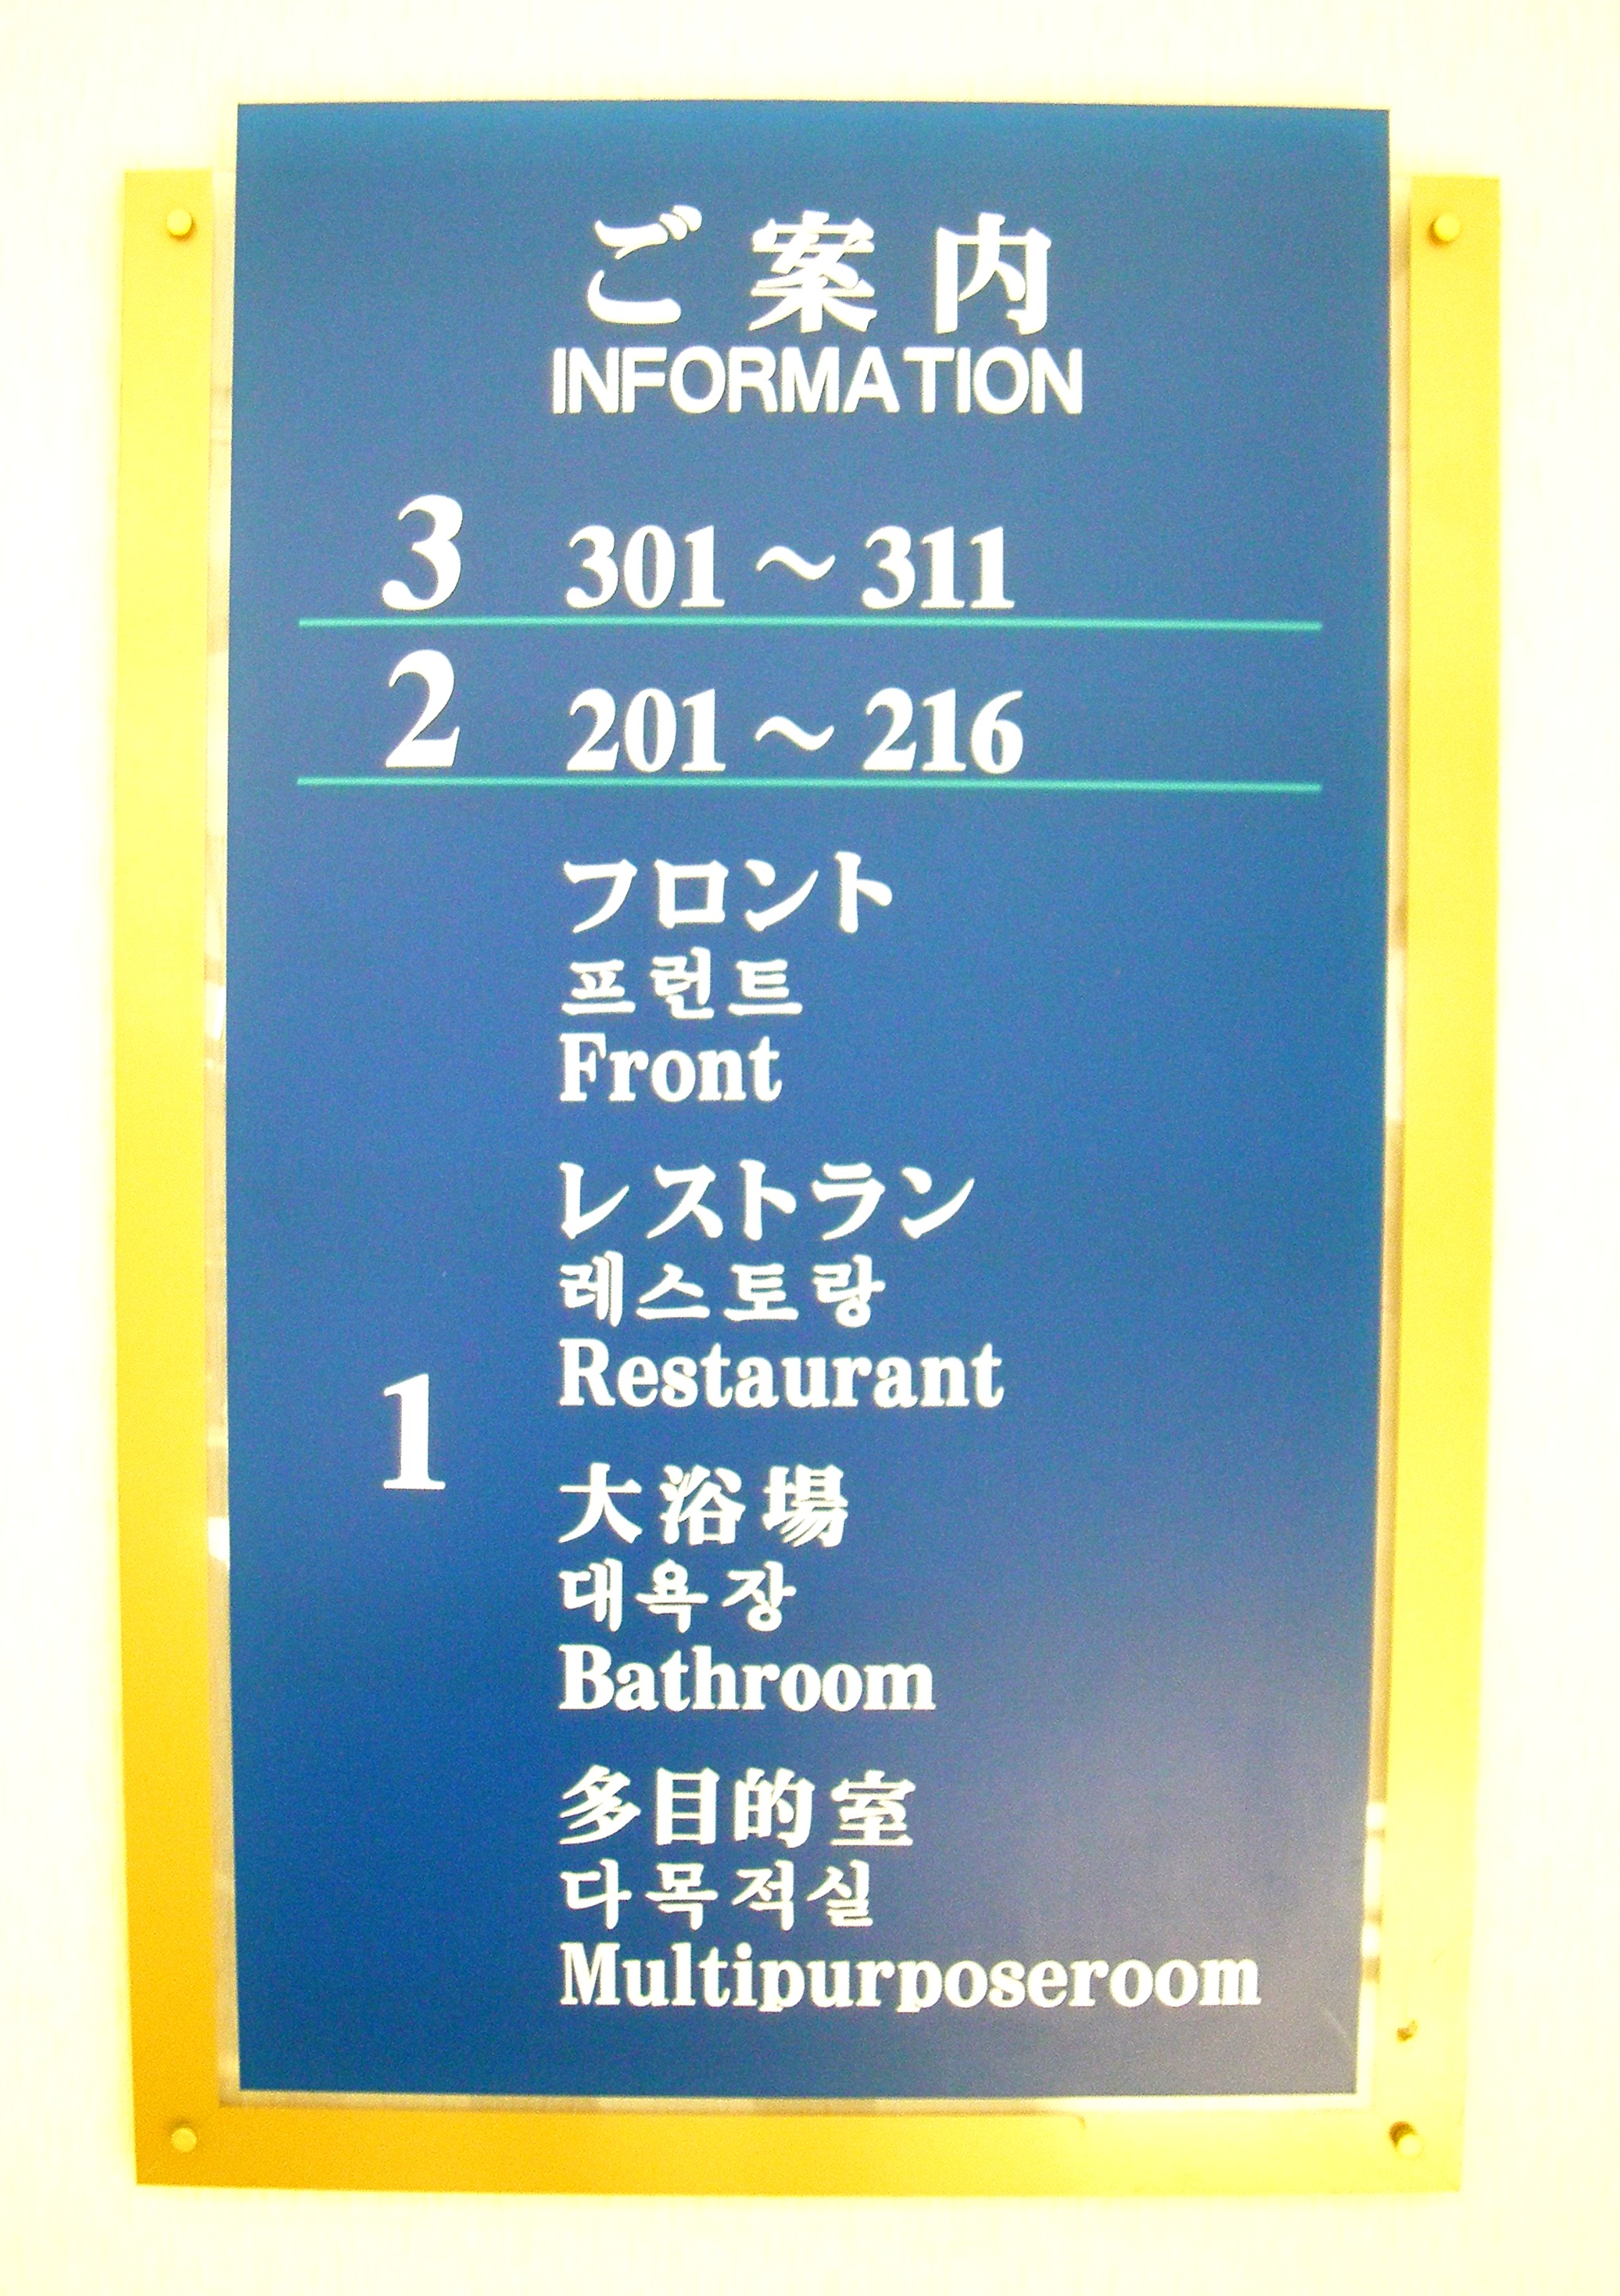 ご案内
INFORMATION
3 301～311
2 201～216
フロント
프런트
Front
レストラン
레스토랑
Restaurant
1
大浴場
대욕장
Bathroom
多目的室
다목적실
Multipurposeroom